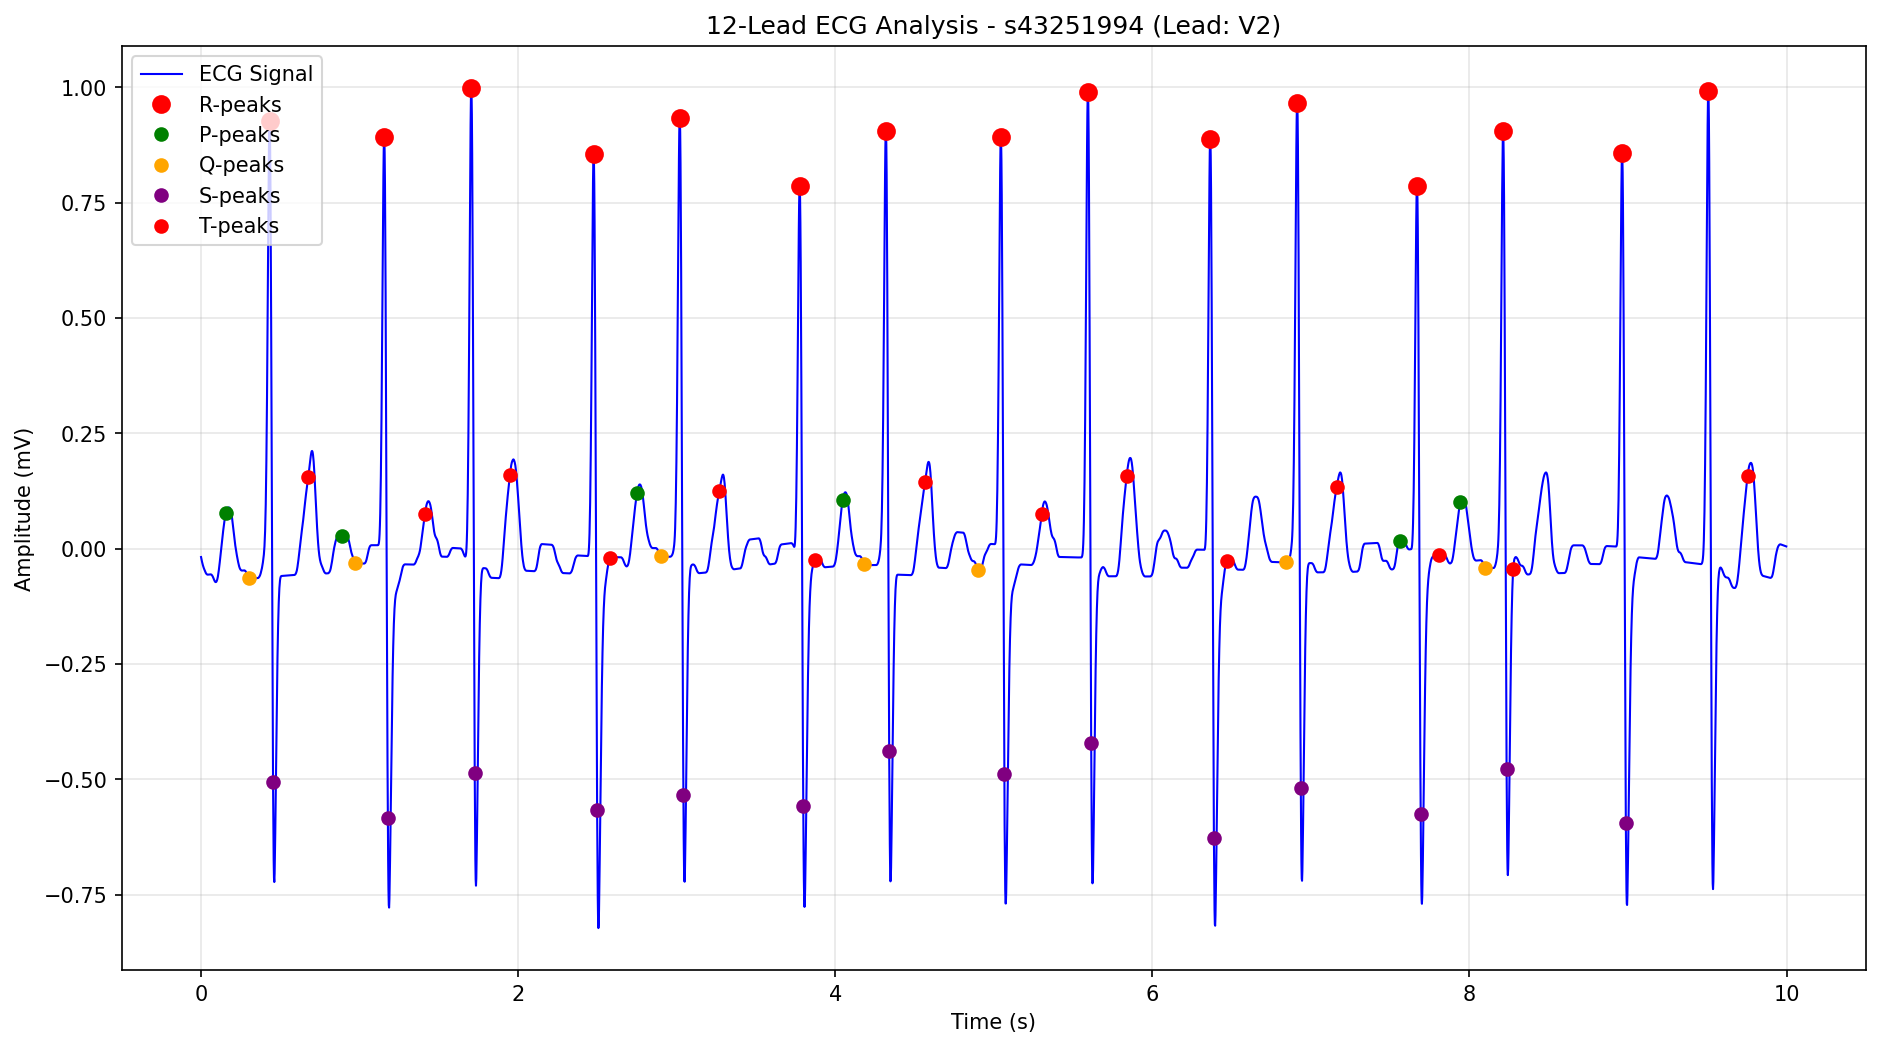 12-Lead ECG Analysis - s43251994 (Lead: V2)
ECG Signal
R-peaks
P-peaks
Q-peaks
S-peaks
T-peaks
1.00
0.75
0.50
0.25
0.00
−0.25
−0.50
−0.75
Amplitude (mV)
0 2 4 6 8 10
Time (s)